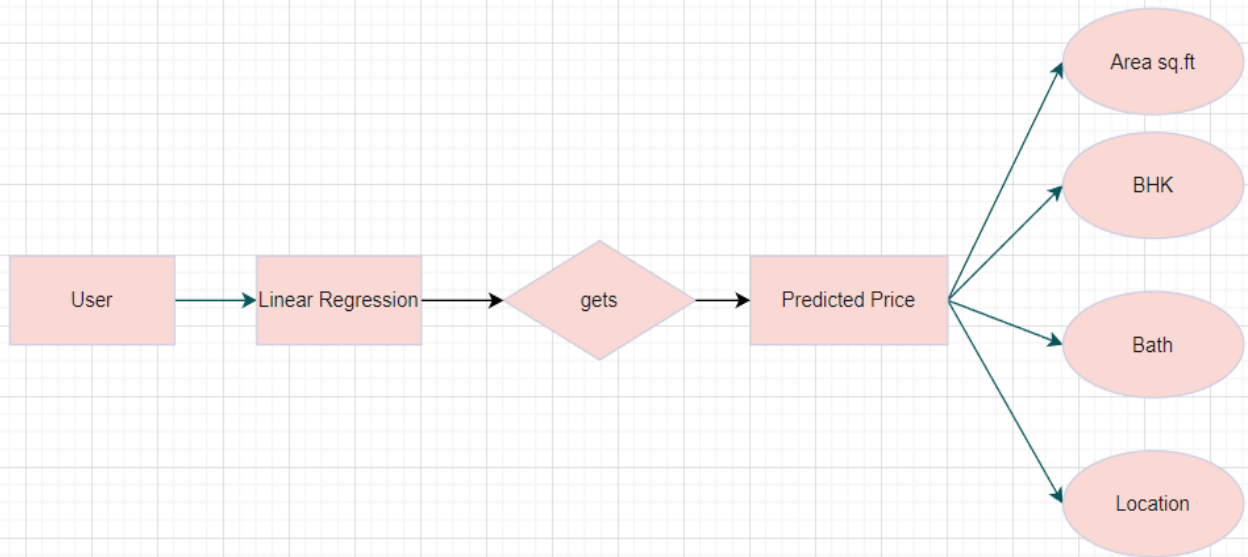 Area sq.ft
BHK
User
Linear Regression
gets
Predicted Price
Bath
Location